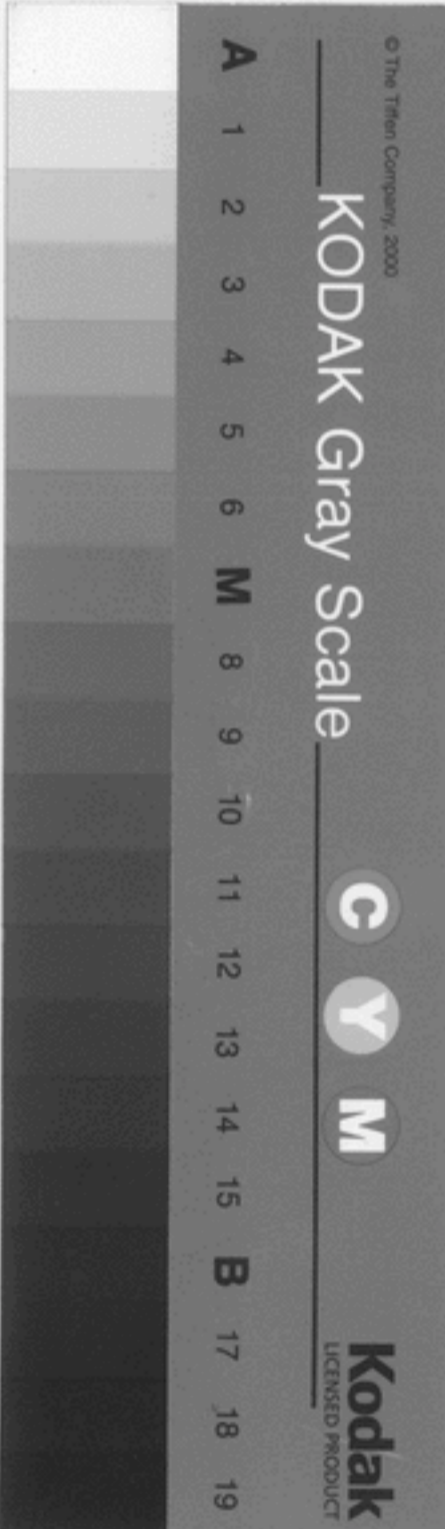 © The Tiffen Company, 2000
KODAK Gray Scale
C Y M
Kodak
LICENSED PRODUCT
A 1 2 3 4 5 6 M 8 9 10 11 12 13 14 15 B 17 18 19